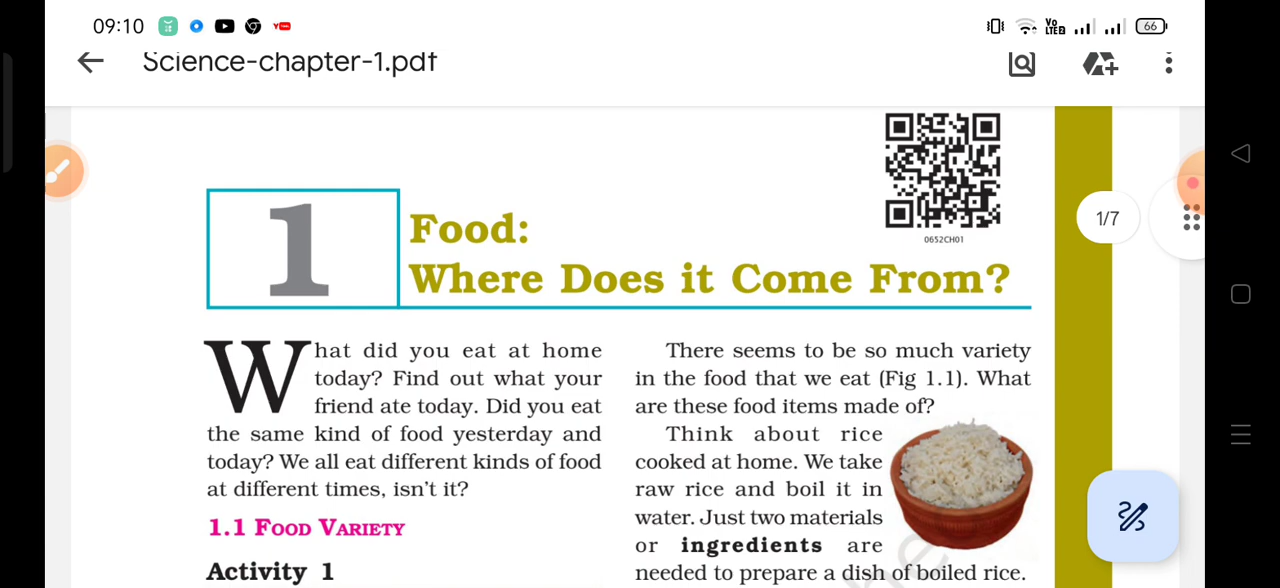 09:10
Vo
LTE2
66
Science-chapter-1.pdf
0652CH01
1/7
1
Food:
Where Does it Come From?
What did you eat at home
today? Find out what your
friend ate today. Did you eat
the same kind of food yesterday and
today? We all eat different kinds of food
at different times, isn't it?
1.1 FOOD VARIETY
Activity 1
There seems to be so much variety
in the food that we eat (Fig 1.1). What
are these food items made of?
Think about rice
cooked at home. We take
raw rice and boil it in
water. Just two materials
or ingredients are
needed to prepare a dish of boiled rice.